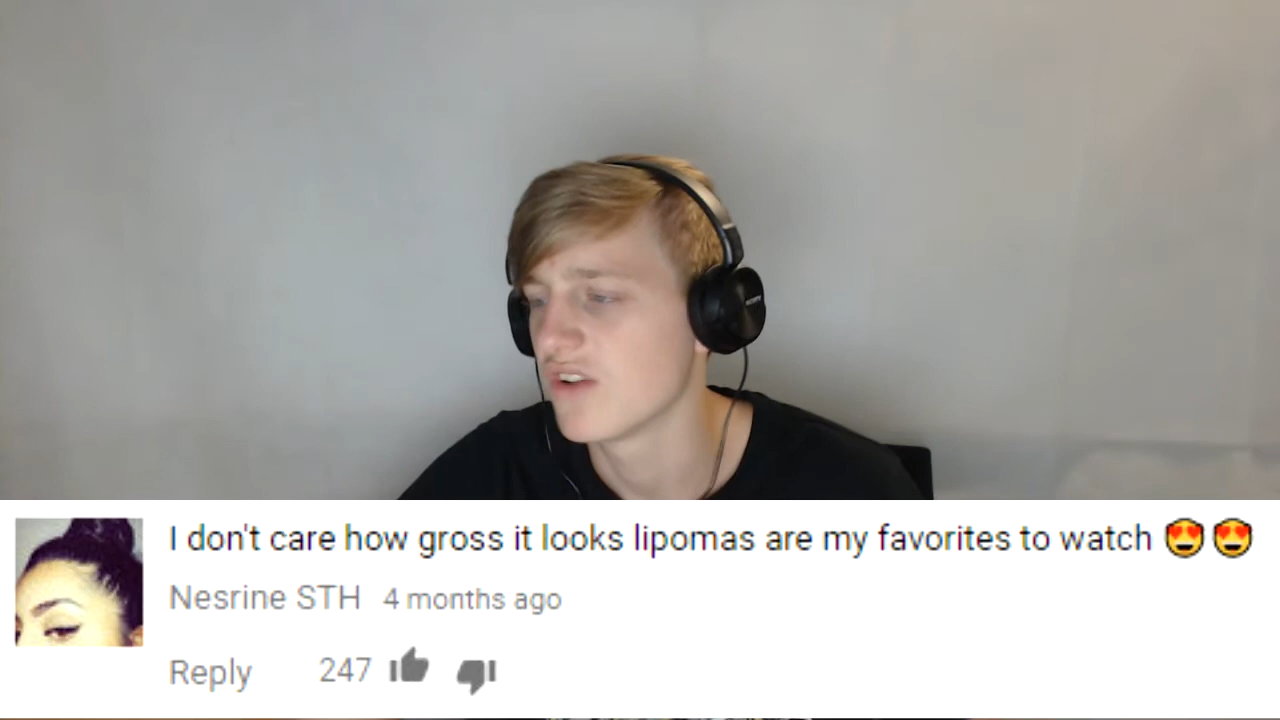 I don't care how gross it looks lipomas are my favorites to watch 😍😍
Nesrine STH 4 months ago
Reply 247